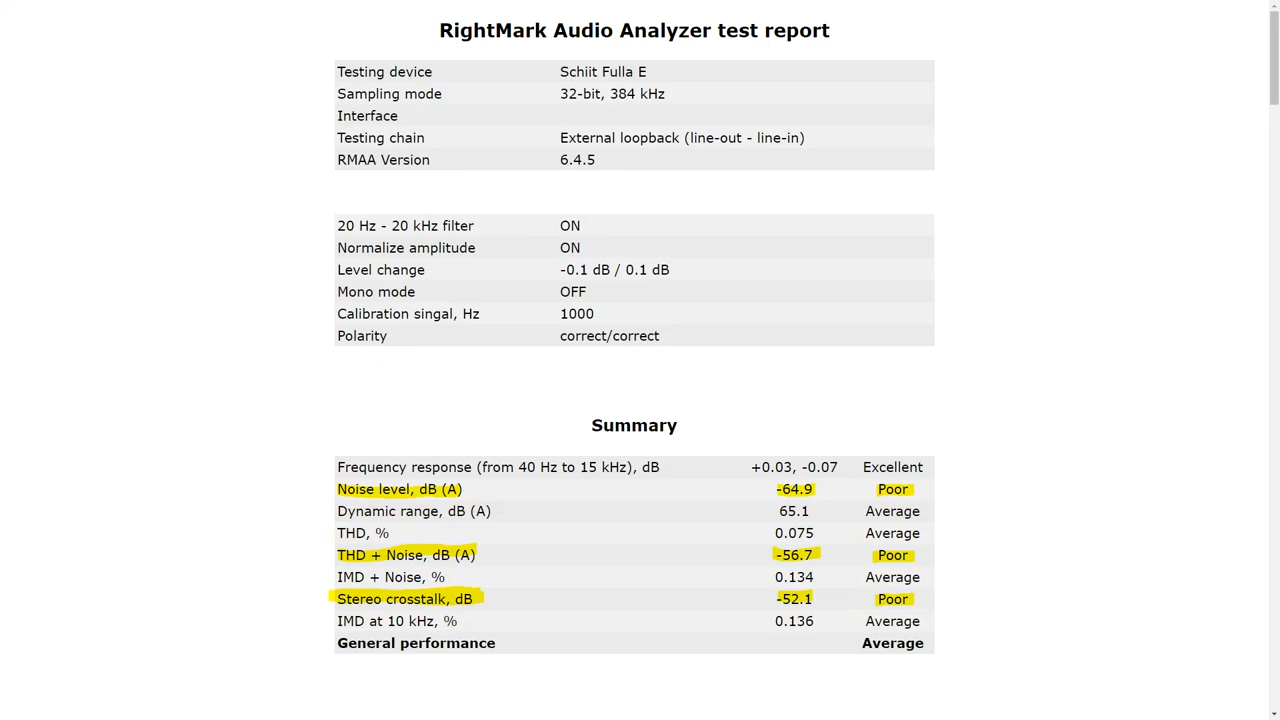 RightMark Audio Analyzer test report
Testing device Schiit Fulla E
Sampling mode 32-bit, 384 kHz
Interface
Testing chain External loopback (line-out - line-in)
RMAA Version 6.4.5
20 Hz - 20 kHz filter ON
Normalize amplitude ON
Level change -0.1 dB / 0.1 dB
Mono mode OFF
Calibration singal, Hz 1000
Polarity correct/correct
Summary
Frequency response (from 40 Hz to 15 kHz), dB +0.03, -0.07 Excellent
Noise level, dB (A) -64.9 Poor
Dynamic range, dB (A) 65.1 Average
THD, % 0.075 Average
THD + Noise, dB (A) -56.7 Poor
IMD + Noise, % 0.134 Average
Stereo crosstalk, dB -52.1 Poor
IMD at 10 kHz, % 0.136 Average
General performance Average